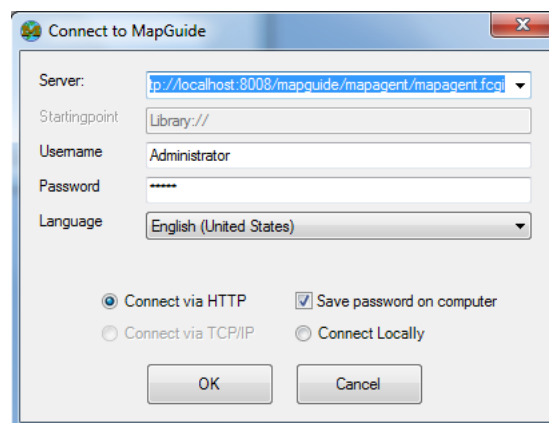 Connect to MapGuide
Server: tp://localhost:8008/mapguide/mapagent/mapagent.fcgi
Startingpoint Library://
Username Administrator
Password *****
Language English (United States)
Connect via HTTP Save password on computer
Connect via TCP/IP Connect Locally
OK Cancel